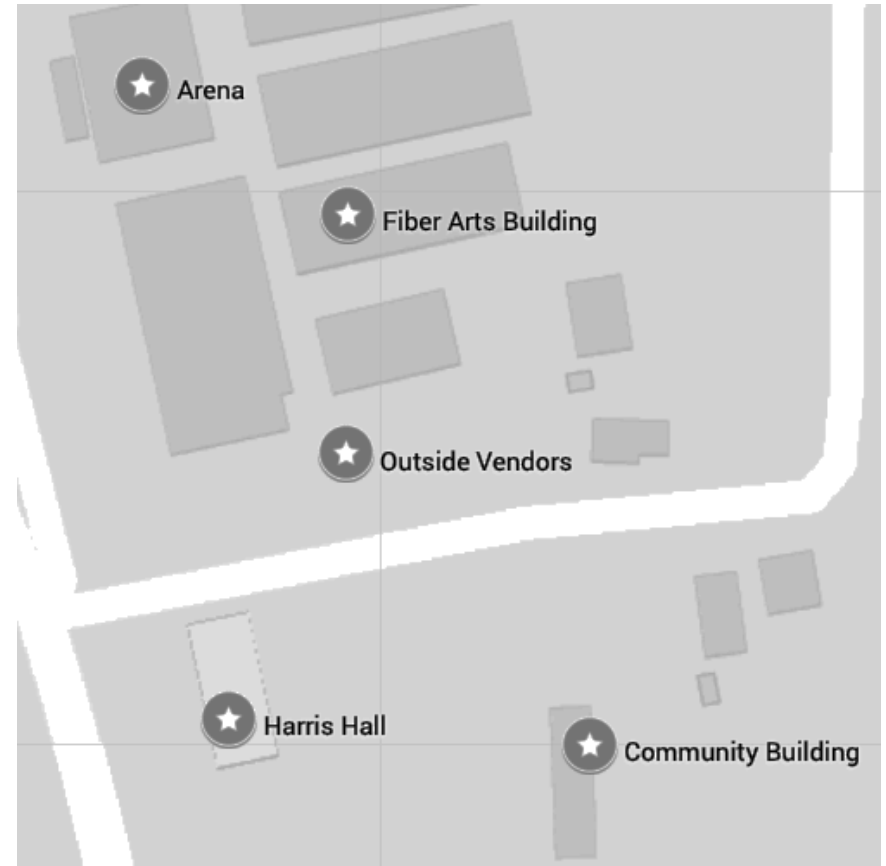 Arena
Fiber Arts Building
Outside Vendors
Harris Hall
Community Building